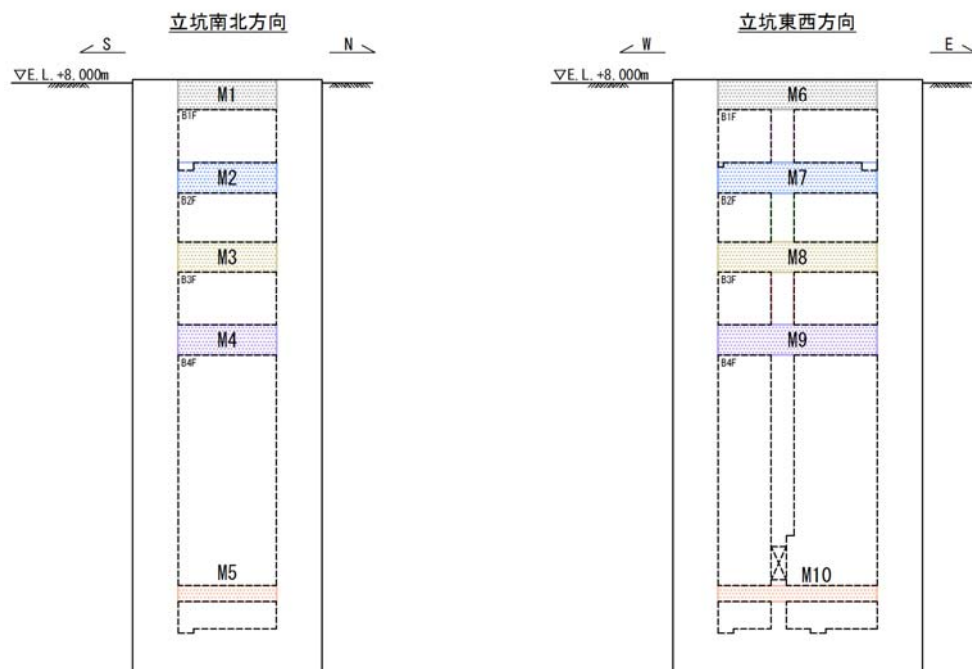 立坑南北方向
S
N
▽E.L.+8.000m
M1
B1F
M2
B2F
M3
B3F
M4
B4F
M5
立坑東西方向
W
E
▽E.L.+8.000m
M6
B1F
M7
B2F
M8
B3F
M9
B4F
M10